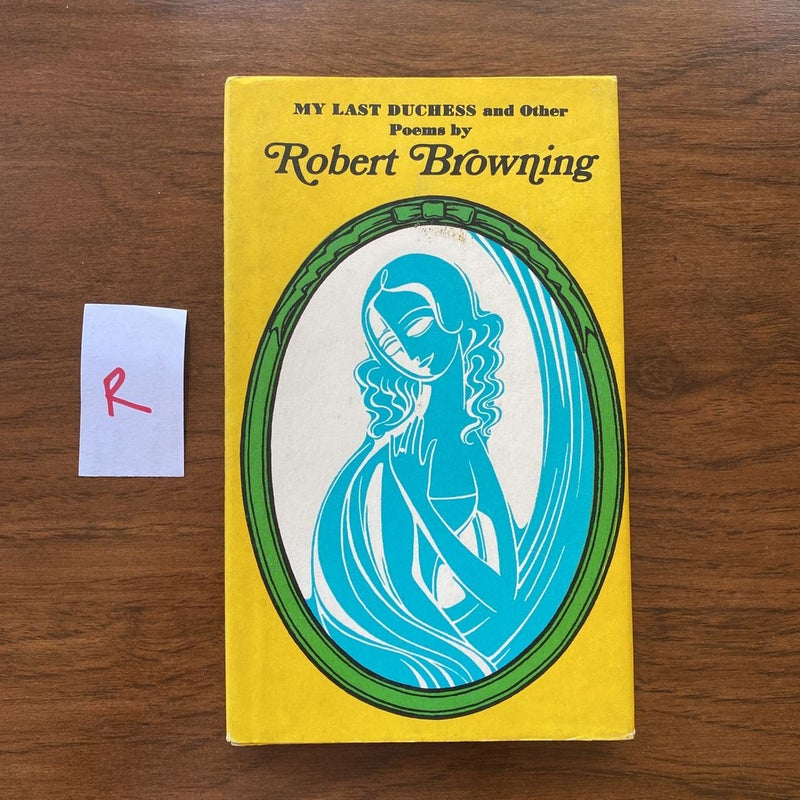 MY LAST DUCHESS and Other
Poems by
Robert Browning
R